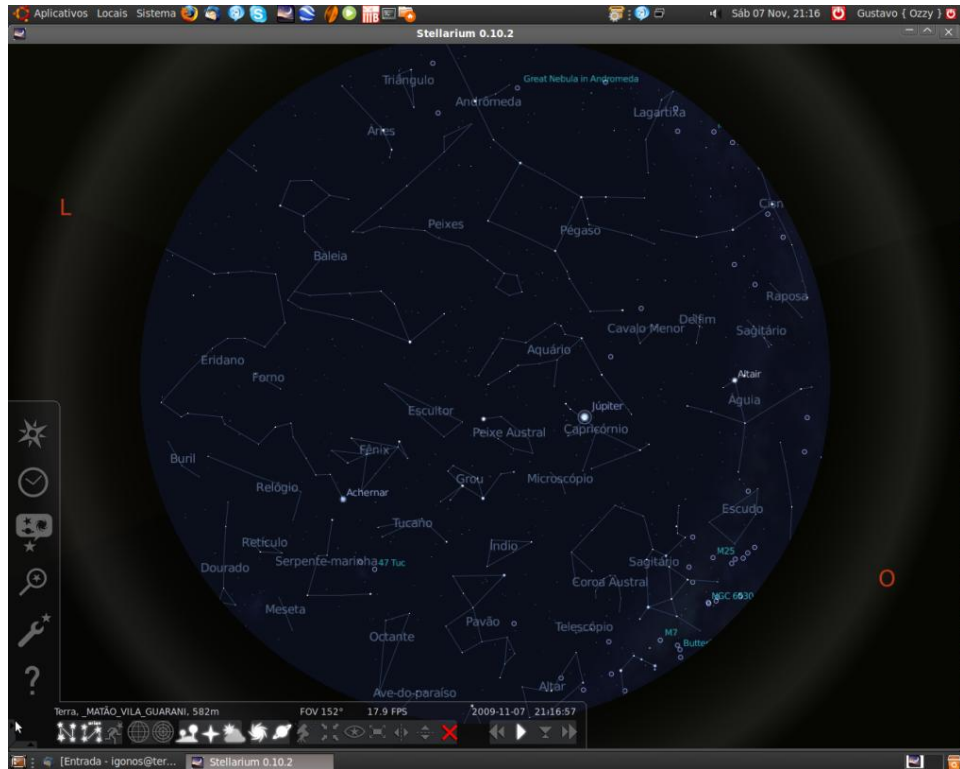 Aplicativos Locais Sistema Sáb 07 Nov, 21:16 Gustavo { Ozzy }
Stellarium 0.10.2
Triângulo Great Nebula in Andromeda
Andrômeda
Lagartixa
Áries
L
Peixes
Pégaso
Baleia
Raposa
Cavalo Menor Delfim Sagitário
Aquário
Eridano
Forno
Altair
Águia
Escultor
Júpiter
Peixe Austral Capricórnio
Fênix
Buril
Relógio
Grou Microscópio
Achernar
Escudo
Tucano
Retículo
Índio
M25
Dourado Serpente-marinha 47 Tuc
Sagitário
Coroa Austral
O
Meseta
Pavão
Telescópio
M7
Octante
Altar
Ave-do-paraíso
Terra, _MATÃO_VILA_GUARANI, 582m FOV 152° 17.9 FPS 2009-11-07 21:16:57
[Entrada - igonos@ter... Stellarium 0.10.2